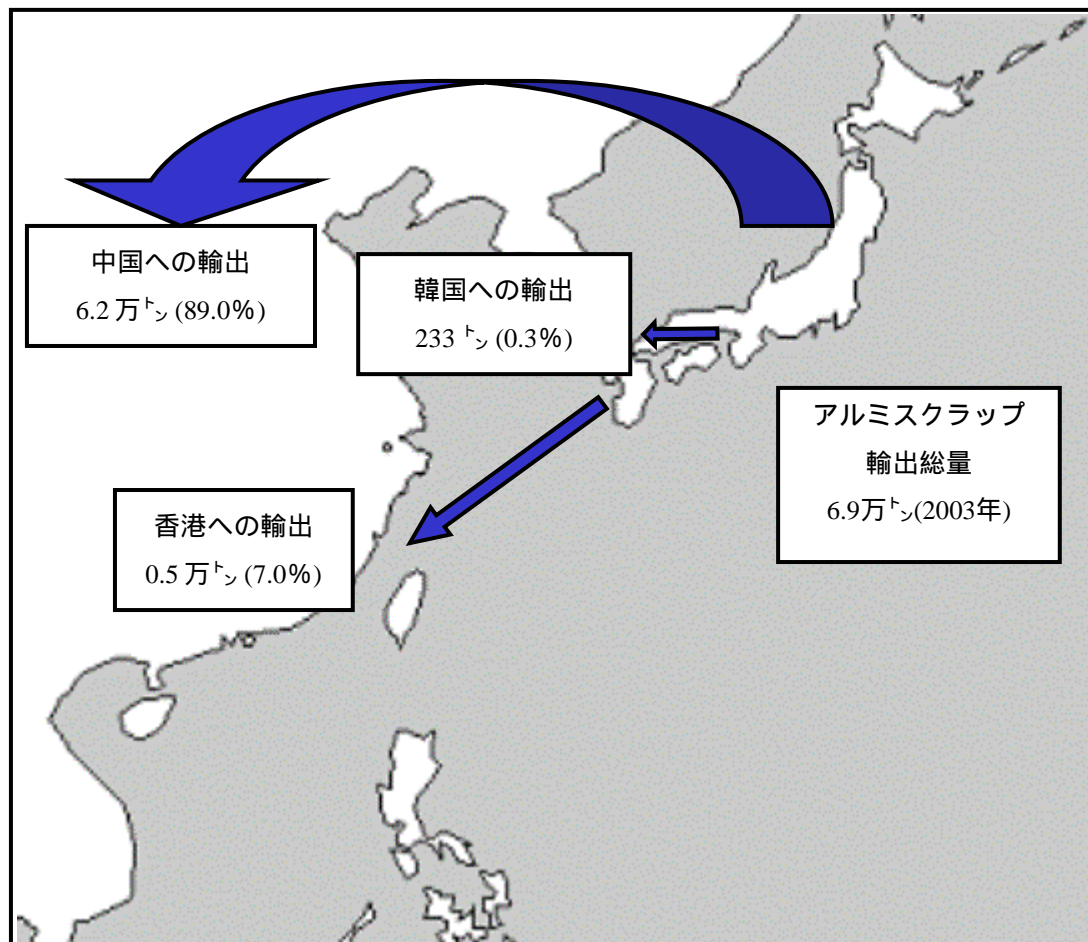 中国への輸出
6.2 万㌧ (89.0%)
韓国への輸出
233 ㌧ (0.3%)
アルミスクラップ
輸出総量
6.9万㌧(2003年)
香港への輸出
0.5 万㌧ (7.0%)